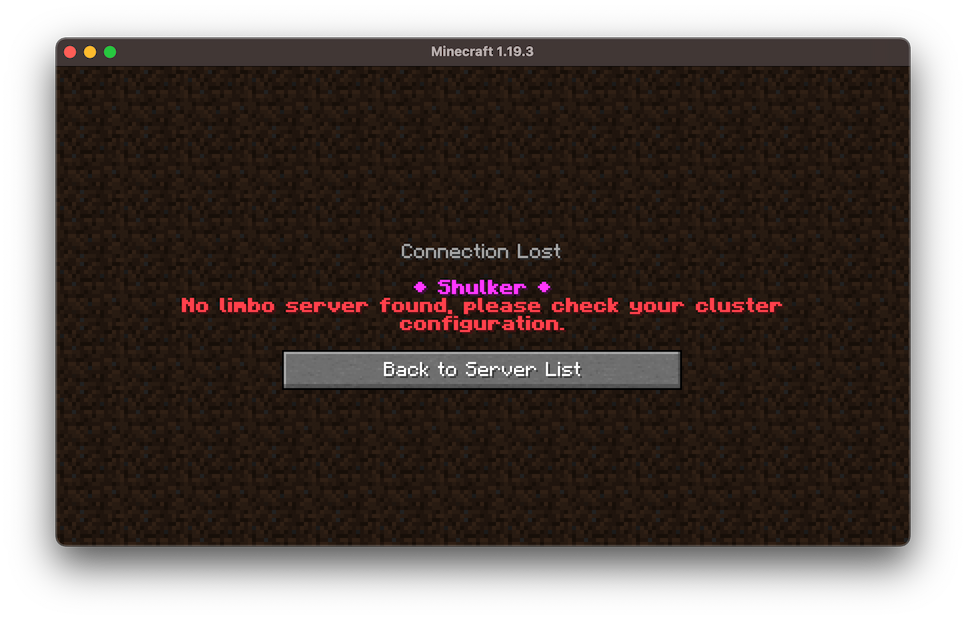 Minecraft 1.19.3
Connection Lost
◆ Shulker ◆
No limbo server found, please check your cluster
configuration.
Back to Server List